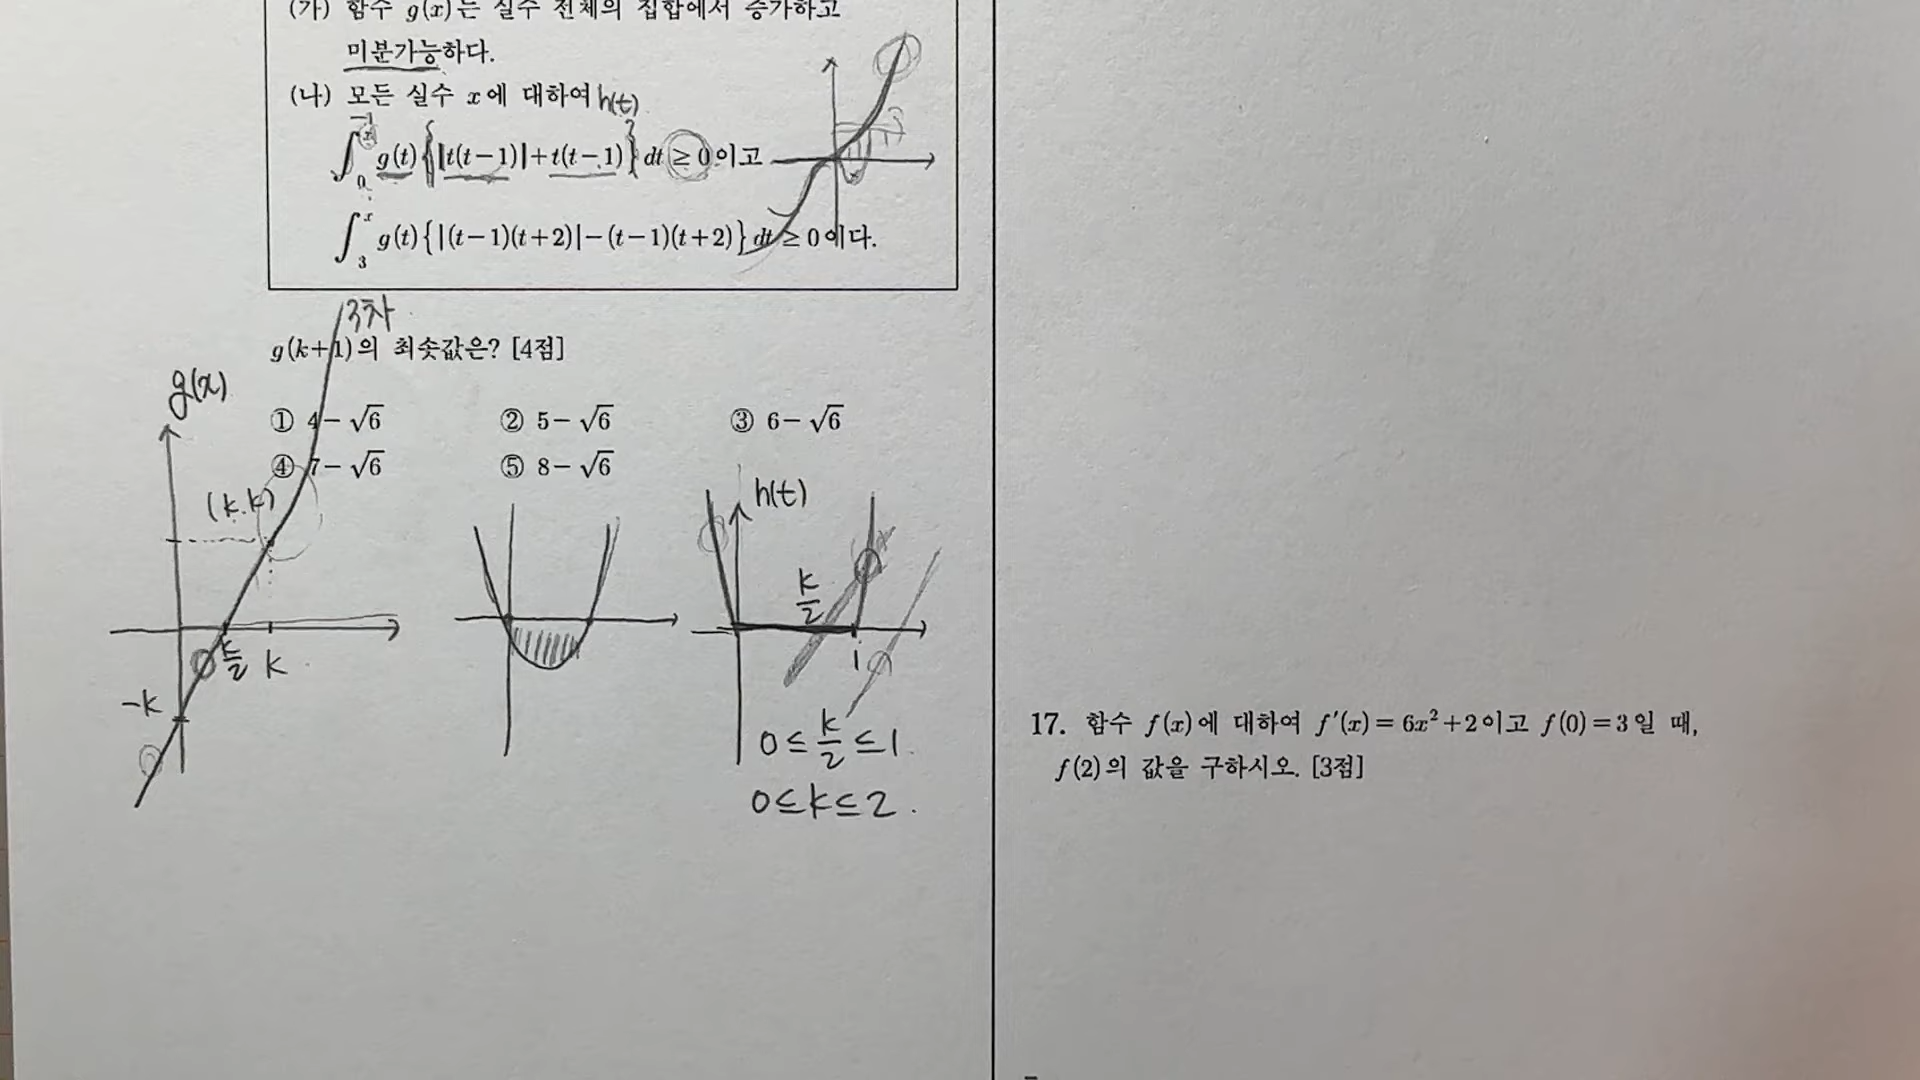 (가) 함수 g(x)는 실수 전체의 집합에서 증가하고
미분가능하다.
(나) 모든 실수 x에 대하여 h(t)
-1
∫₀ˣ g(t){|t(t-1)|+t(t-1)}dt ≥ 0이고
∫₃ˣ g(t){|(t-1)(t+2)|-(t-1)(t+2)}dt ≥ 0이다.
3차
g(k+1)의 최솟값은? [4점]
g(x)
① 4-√6 ② 5-√6 ③ 6-√6
④ 7-√6 ⑤ 8-√6
(k.k)
h(t)
k/2
k/2 k
1
-k
0≤k/2≤1
0≤k≤2.
17. 함수 f(x)에 대하여 f'(x)=6x²+2이고 f(0)=3일 때,
f(2)의 값을 구하시오. [3점]